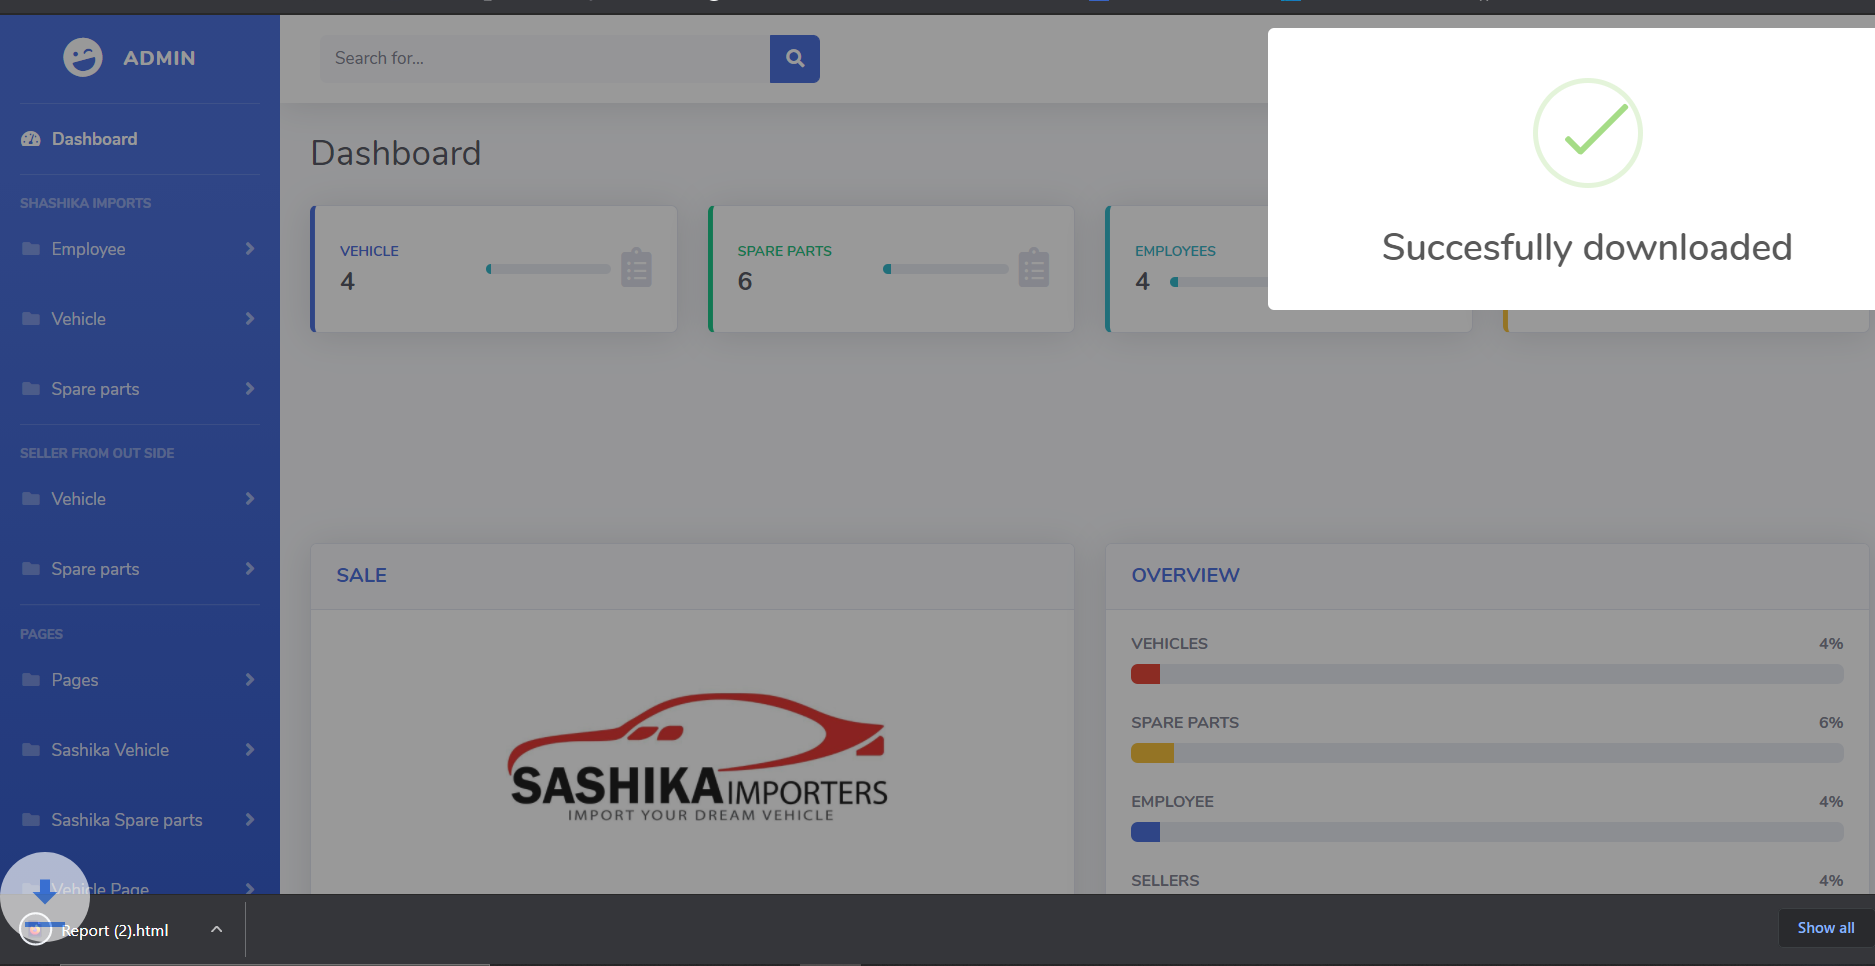 ADMIN
Search for...
Succesfully downloaded
Dashboard
Dashboard
SHASHIKA IMPORTS
Employee
Vehicle
Spare parts
SELLER FROM OUT SIDE
Vehicle
Spare parts
PAGES
Pages
Sashika Vehicle
Sashika Spare parts
Vehicle Page
VEHICLE
4
SPARE PARTS
6
EMPLOYEES
4
SALE
SASHIKA IMPORTERS
IMPORT YOUR DREAM VEHICLE
OVERVIEW
VEHICLES 4%
SPARE PARTS 6%
EMPLOYEE 4%
SELLERS 4%
Report (2).html
Show all